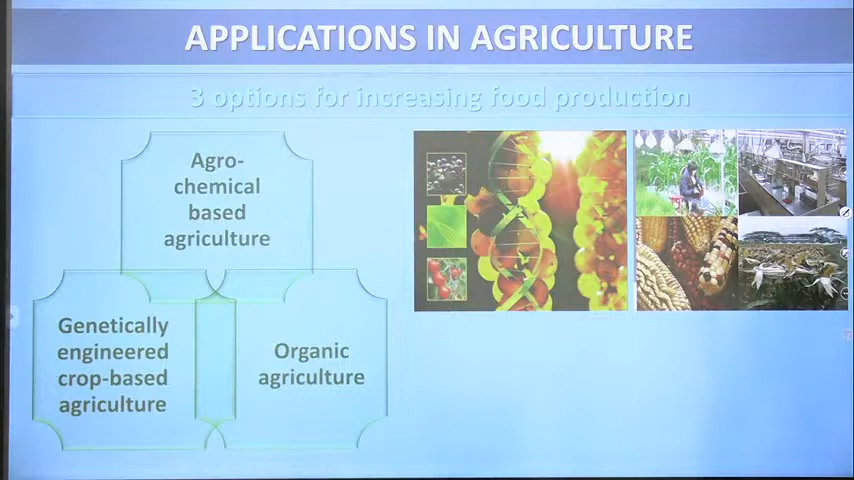 APPLICATIONS IN AGRICULTURE
3 options for increasing food production
Agro-
chemical
based
agriculture
Genetically
engineered
crop-based
agriculture
Organic
agriculture